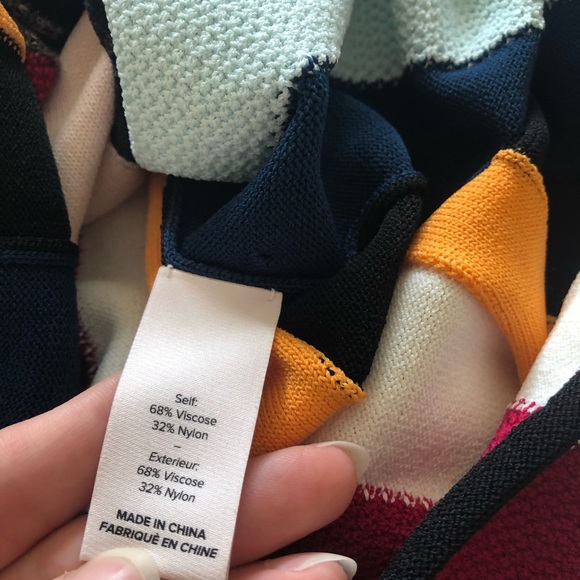 Self:
68% Viscose
32% Nylon
–
Exterieur:
68% Viscose
32% Nylon
MADE IN CHINA
FABRIQUÉ EN CHINE